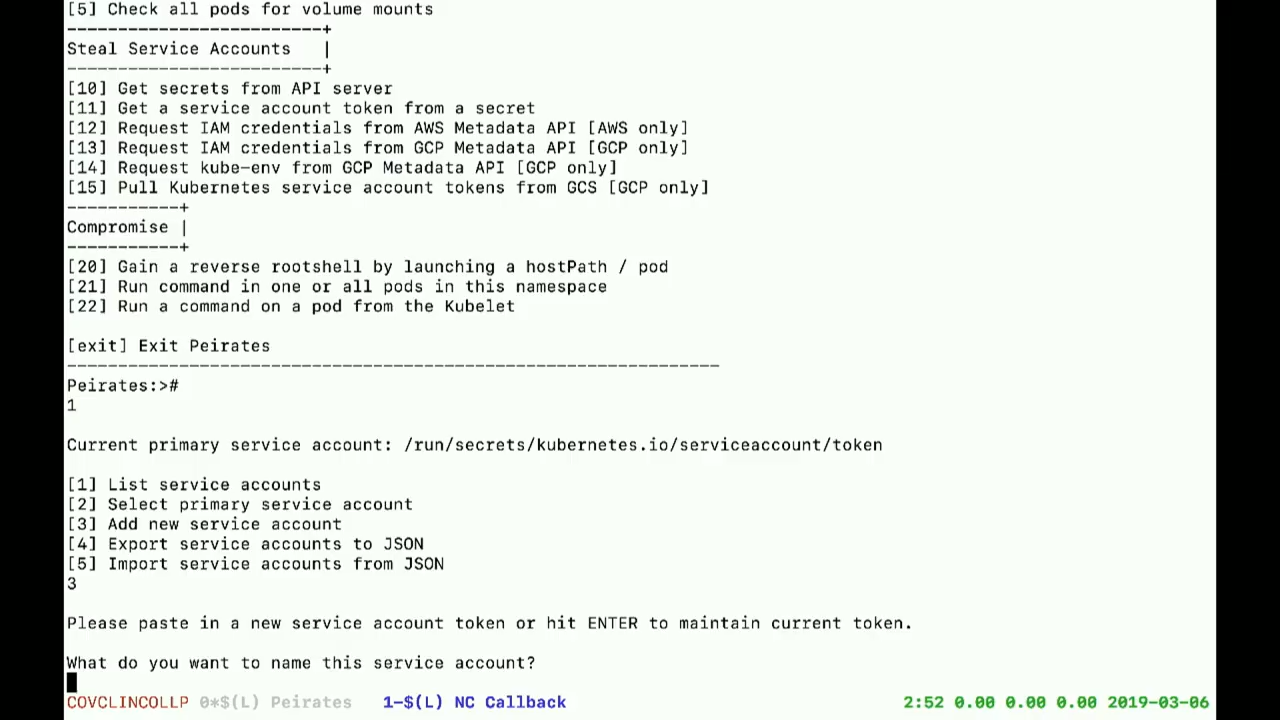 [5] Check all pods for volume mounts
-------------------------+
Steal Service Accounts   |
-------------------------+
[10] Get secrets from API server
[11] Get a service account token from a secret
[12] Request IAM credentials from AWS Metadata API [AWS only]
[13] Request IAM credentials from GCP Metadata API [GCP only]
[14] Request kube-env from GCP Metadata API [GCP only]
[15] Pull Kubernetes service account tokens from GCS [GCP only]
-----------+
Compromise |
-----------+
[20] Gain a reverse rootshell by launching a hostPath / pod
[21] Run command in one or all pods in this namespace
[22] Run a command on a pod from the Kubelet
[exit] Exit Peirates
----------------------------------------------------------------
Peirates:>#
1
Current primary service account: /run/secrets/kubernetes.io/serviceaccount/token
[1] List service accounts
[2] Select primary service account
[3] Add new service account
[4] Export service accounts to JSON
[5] Import service accounts from JSON
3
Please paste in a new service account token or hit ENTER to maintain current token.
What do you want to name this service account?
COVCLINCOLLP 0*$(L) Peirates   1-$(L) NC Callback   2:52 0.00 0.00 0.00 2019-03-06